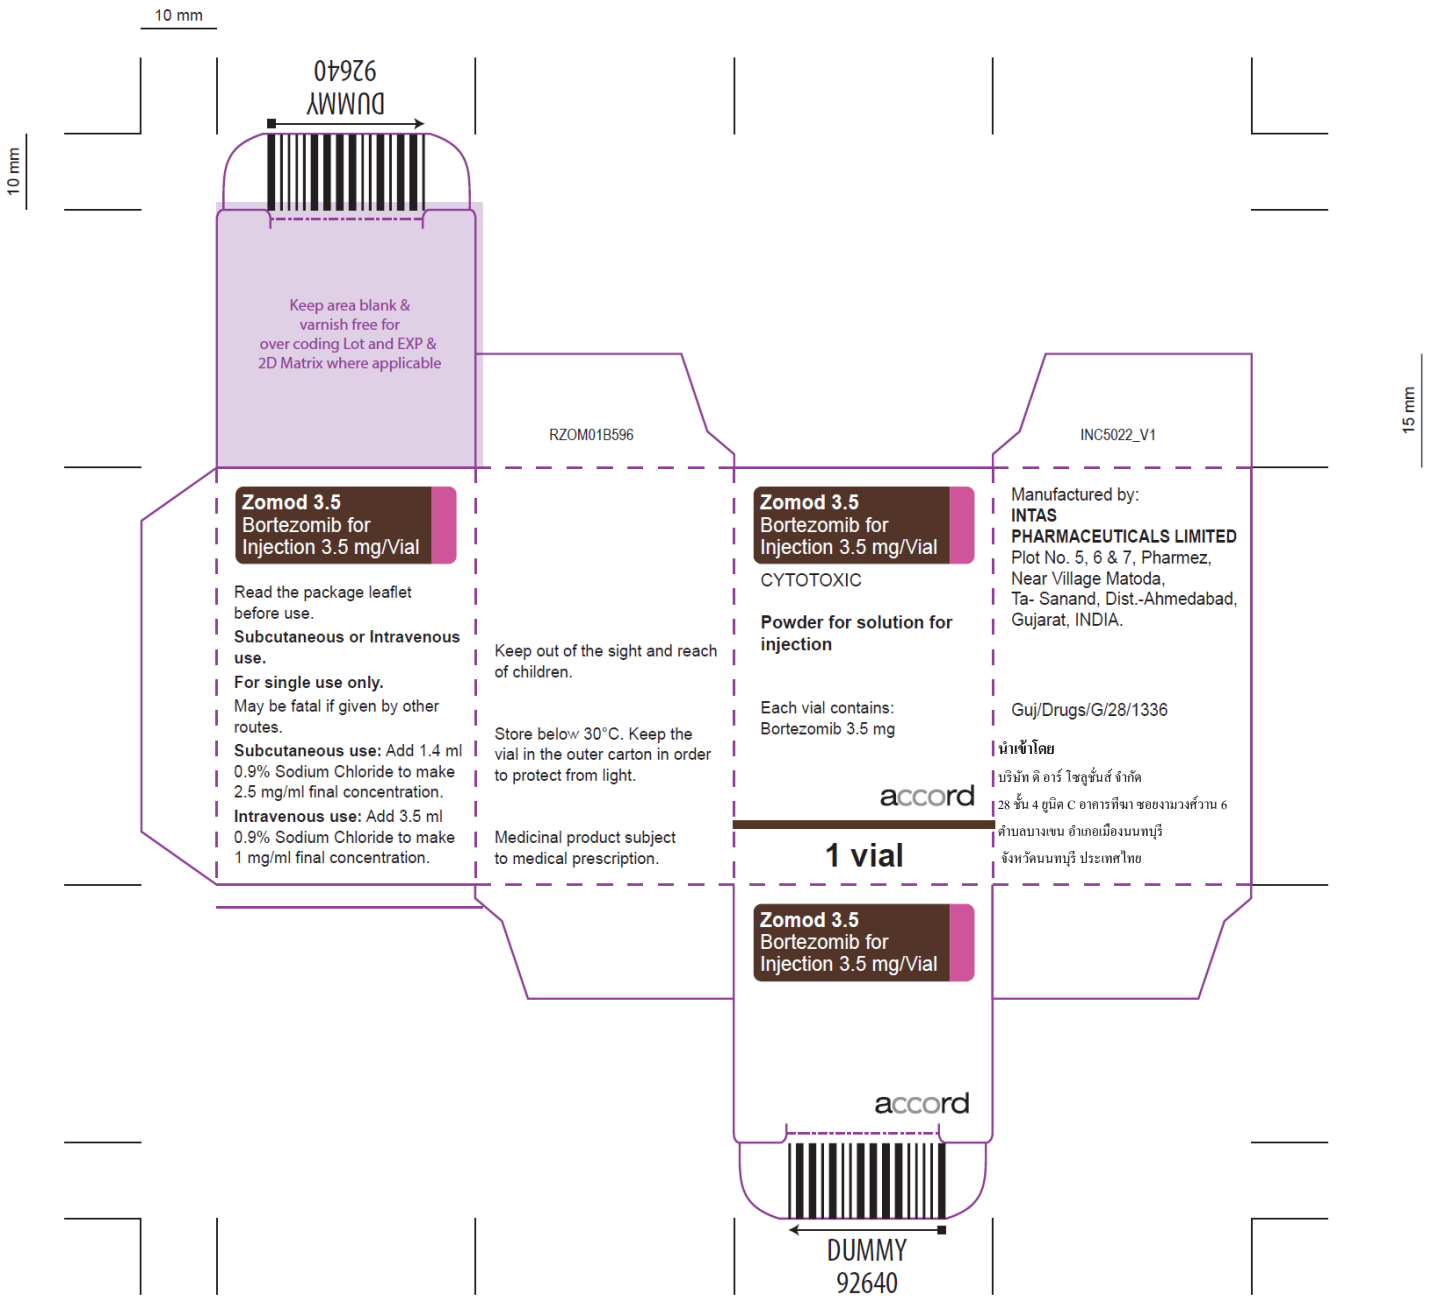 10 mm
DUMMY
92640
10 mm
Keep area blank &
varnish free for
over coding Lot and EXP &
2D Matrix where applicable
15 mm
RZOM01B596
INC5022_V1
Zomod 3.5
Bortezomib for
Injection 3.5 mg/Vial
Read the package leaflet
before use.
Subcutaneous or Intravenous
use.
For single use only.
May be fatal if given by other
routes.
Subcutaneous use: Add 1.4 ml
0.9% Sodium Chloride to make
2.5 mg/ml final concentration.
Intravenous use: Add 3.5 ml
0.9% Sodium Chloride to make
1 mg/ml final concentration.
Keep out of the sight and reach
of children.
Store below 30°C. Keep the
vial in the outer carton in order
to protect from light.
Medicinal product subject
to medical prescription.
Zomod 3.5
Bortezomib for
Injection 3.5 mg/Vial
CYTOTOXIC
Powder for solution for
injection
Each vial contains:
Bortezomib 3.5 mg
accord
1 vial
Manufactured by:
INTAS
PHARMACEUTICALS LIMITED
Plot No. 5, 6 & 7, Pharmez,
Near Village Matoda,
Ta- Sanand, Dist.-Ahmedabad,
Gujarat, INDIA.
Guj/Drugs/G/28/1336
นำเข้าโดย
บริษัท ดี อาร์ โซลูชั่นส์ จำกัด
28 ชั้น 4 ยูนิต C อาคารทีฆา ซอยงามวงศ์วาน 6
ตำบลบางเขน อำเภอเมืองนนทบุรี
จังหวัดนนทบุรี ประเทศไทย
Zomod 3.5
Bortezomib for
Injection 3.5 mg/Vial
accord
DUMMY
92640